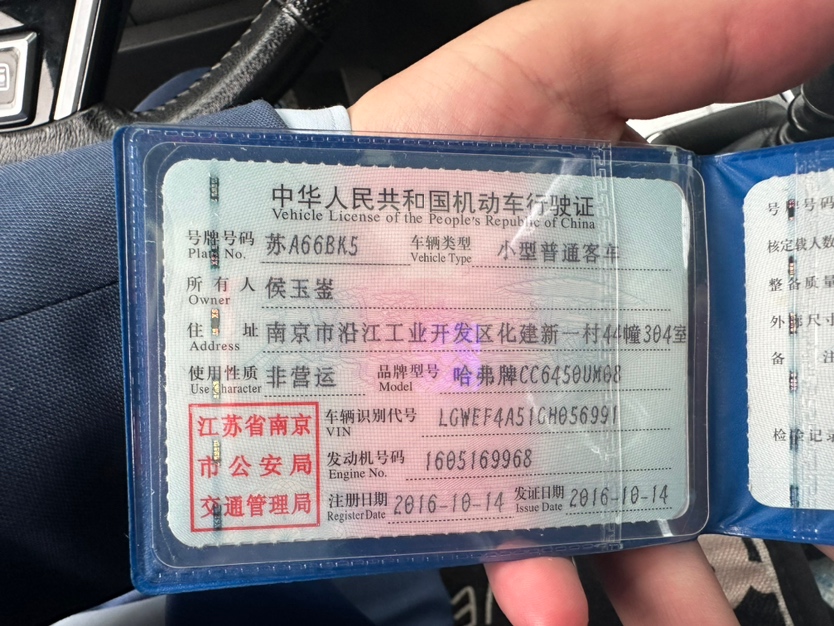 中华人民共和国机动车行驶证
Vehicle License of the People's Republic of China
号牌号码 苏A66BK5 车辆类型 小型普通客车
Plate No. Vehicle Type
所有人 侯玉崟
Owner
住址 南京市沿江工业开发区化建新一村44幢304室
Address
使用性质 非营运 品牌型号 哈弗牌CC6450UM08
Use Character Model
江苏省南京
市公安局
交通管理局
车辆识别代号 LGWEF4A51GH056991
VIN
发动机号码 1605169968
Engine No.
注册日期 2016-10-14 发证日期 2016-10-14
Register Date Issue Date
号牌号码
核定载人数
整备质量
外廓尺寸
备注
检验记录